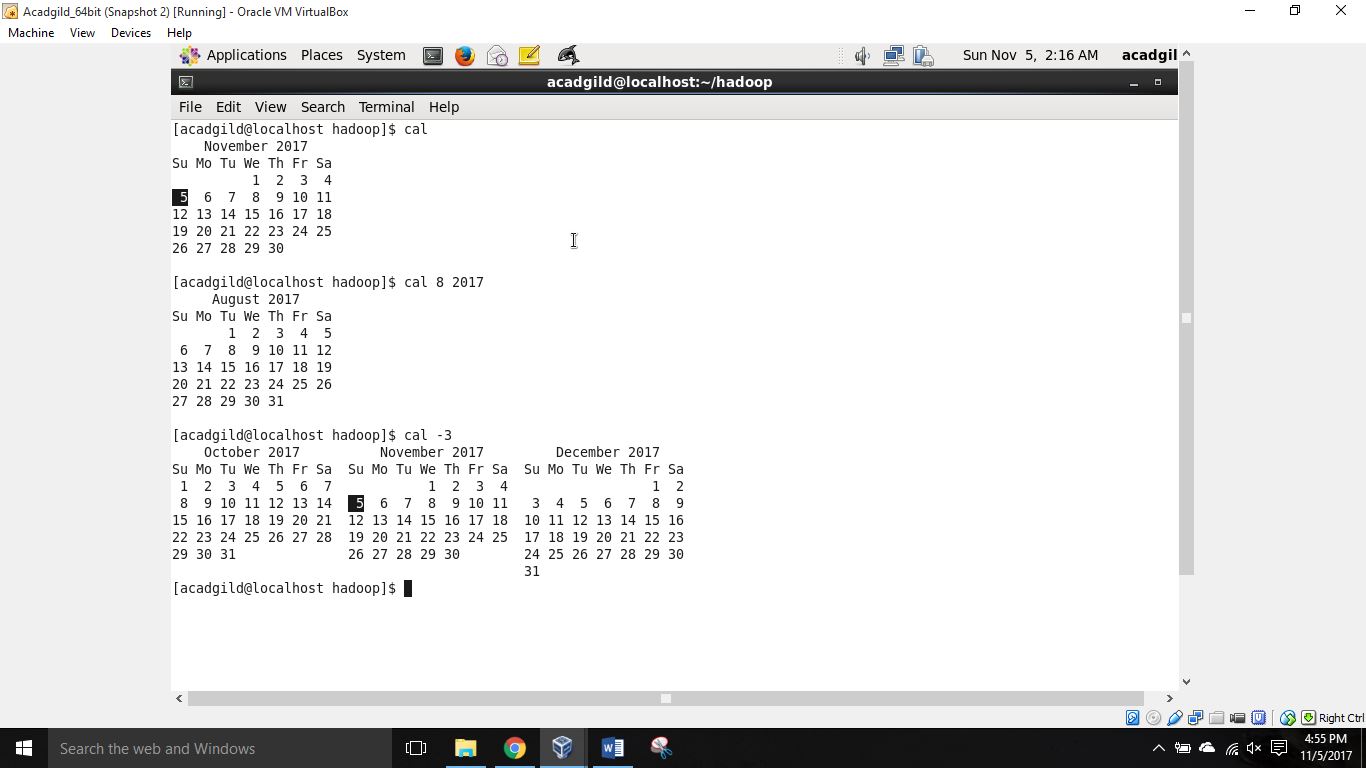 Acadgild_64bit (Snapshot 2) [Running] - Oracle VM VirtualBox
Machine View Devices Help
Applications Places System Sun Nov 5, 2:16 AM acadgil
acadgild@localhost:~/hadoop
File Edit View Search Terminal Help
[acadgild@localhost hadoop]$ cal
    November 2017
Su Mo Tu We Th Fr Sa
          1  2  3  4
 5  6  7  8  9 10 11
12 13 14 15 16 17 18
19 20 21 22 23 24 25
26 27 28 29 30
[acadgild@localhost hadoop]$ cal 8 2017
     August 2017
Su Mo Tu We Th Fr Sa
       1  2  3  4  5
 6  7  8  9 10 11 12
13 14 15 16 17 18 19
20 21 22 23 24 25 26
27 28 29 30 31
[acadgild@localhost hadoop]$ cal -3
    October 2017          November 2017         December 2017
Su Mo Tu We Th Fr Sa  Su Mo Tu We Th Fr Sa  Su Mo Tu We Th Fr Sa
 1  2  3  4  5  6  7            1  2  3  4                  1  2
 8  9 10 11 12 13 14   5  6  7  8  9 10 11   3  4  5  6  7  8  9
15 16 17 18 19 20 21  12 13 14 15 16 17 18  10 11 12 13 14 15 16
22 23 24 25 26 27 28  19 20 21 22 23 24 25  17 18 19 20 21 22 23
29 30 31              26 27 28 29 30        24 25 26 27 28 29 30
                                            31
[acadgild@localhost hadoop]$
Right Ctrl
Search the web and Windows
4:55 PM
11/5/2017